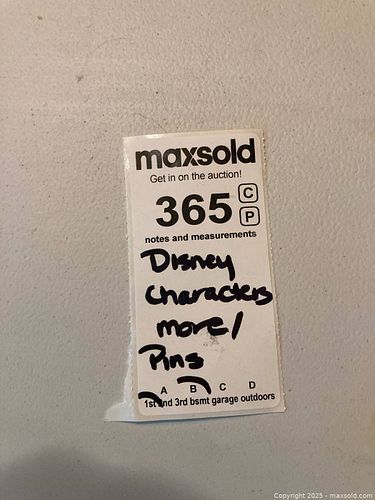 maxsold
Get in on the auction!
365 C
P
notes and measurements
Disney
Characters
more/
Pins
A B C D
1st 2nd 3rd bsmt garage outdoors
Copyright 2025 - maxsold.com